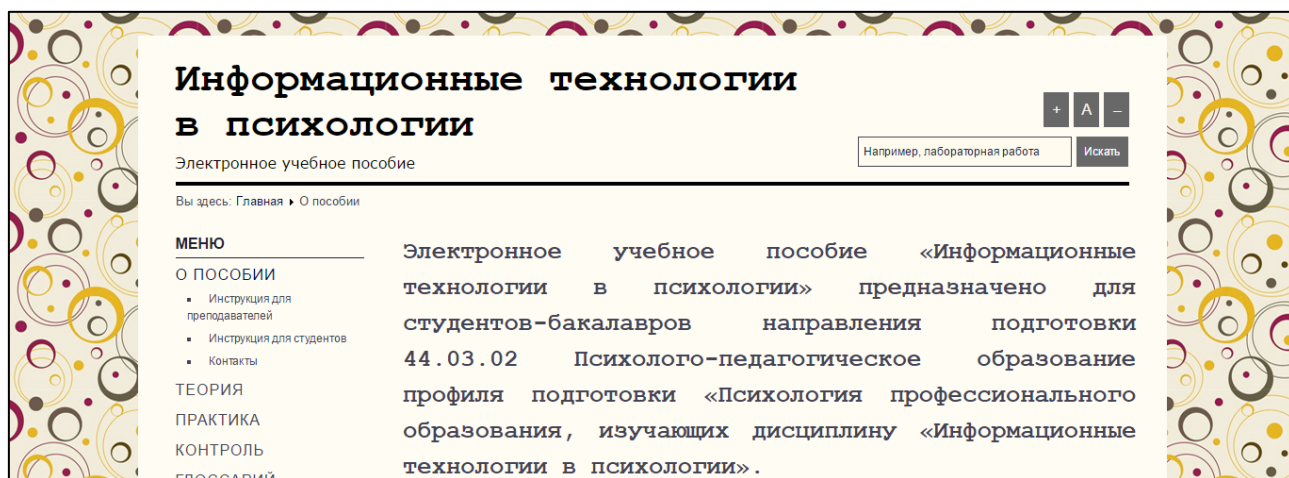 Информационные технологии
в психологии
Электронное учебное пособие
+ A –
Например, лабораторная работа Искать
Вы здесь: Главная ▸ О пособии
МЕНЮ
О ПОСОБИИ
Инструкция для
преподавателей
Инструкция для студентов
Контакты
ТЕОРИЯ
ПРАКТИКА
КОНТРОЛЬ
ГЛОССАРИЙ
Электронное учебное пособие «Информационные
технологии в психологии» предназначено для
студентов-бакалавров направления подготовки
44.03.02 Психолого-педагогическое образование
профиля подготовки «Психология профессионального
образования, изучающих дисциплину «Информационные
технологии в психологии».